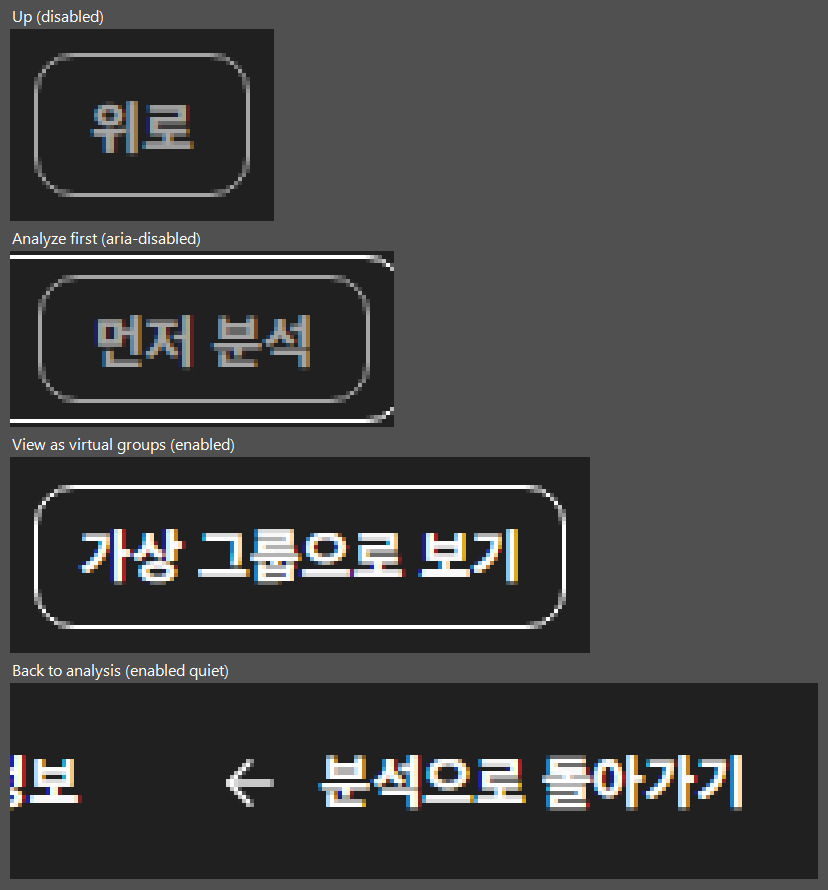 Up (disabled)
위로
Analyze first (aria-disabled)
먼저 분석
View as virtual groups (enabled)
가상 그룹으로 보기
Back to analysis (enabled quiet)
← 분석으로 돌아가기